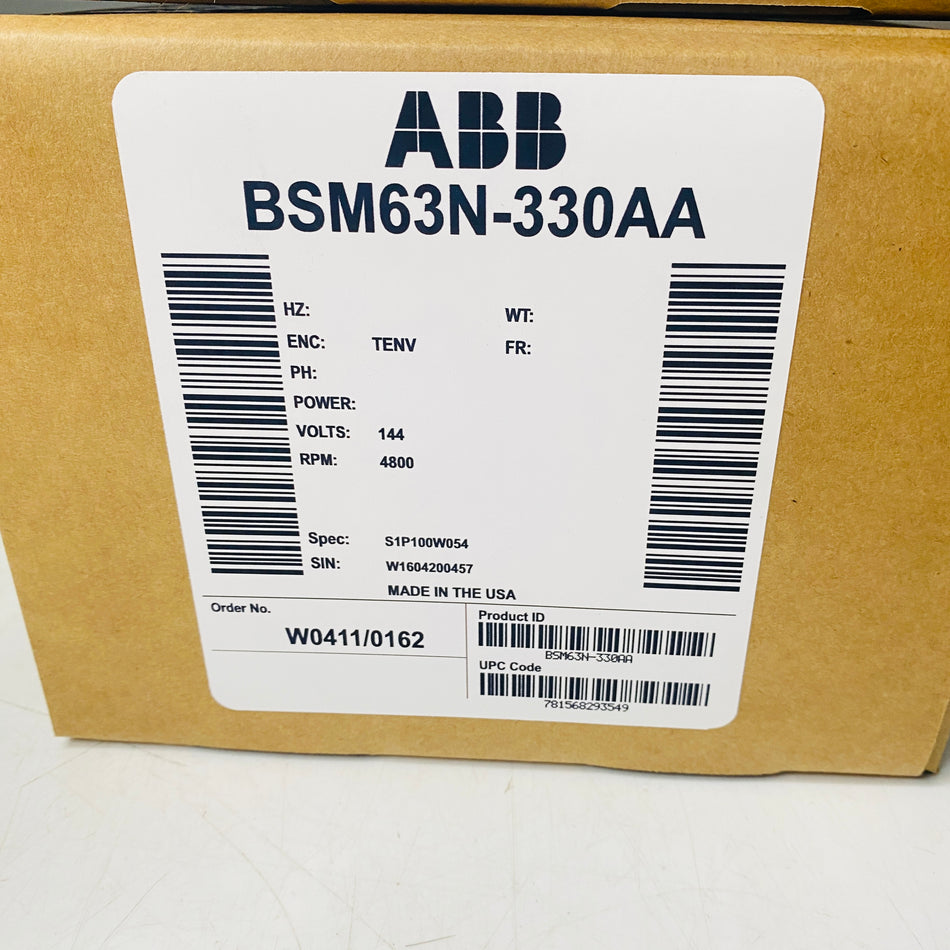 ABB
BSM63N-330AA
HZ: WT:
ENC: TENV FR:
PH:
POWER:
VOLTS: 144
RPM: 4800
Spec: S1P100W054
SIN: W1604200457
MADE IN THE USA
Order No.
W0411/0162
Product ID
BSM63N-330AA
UPC Code
781568293549